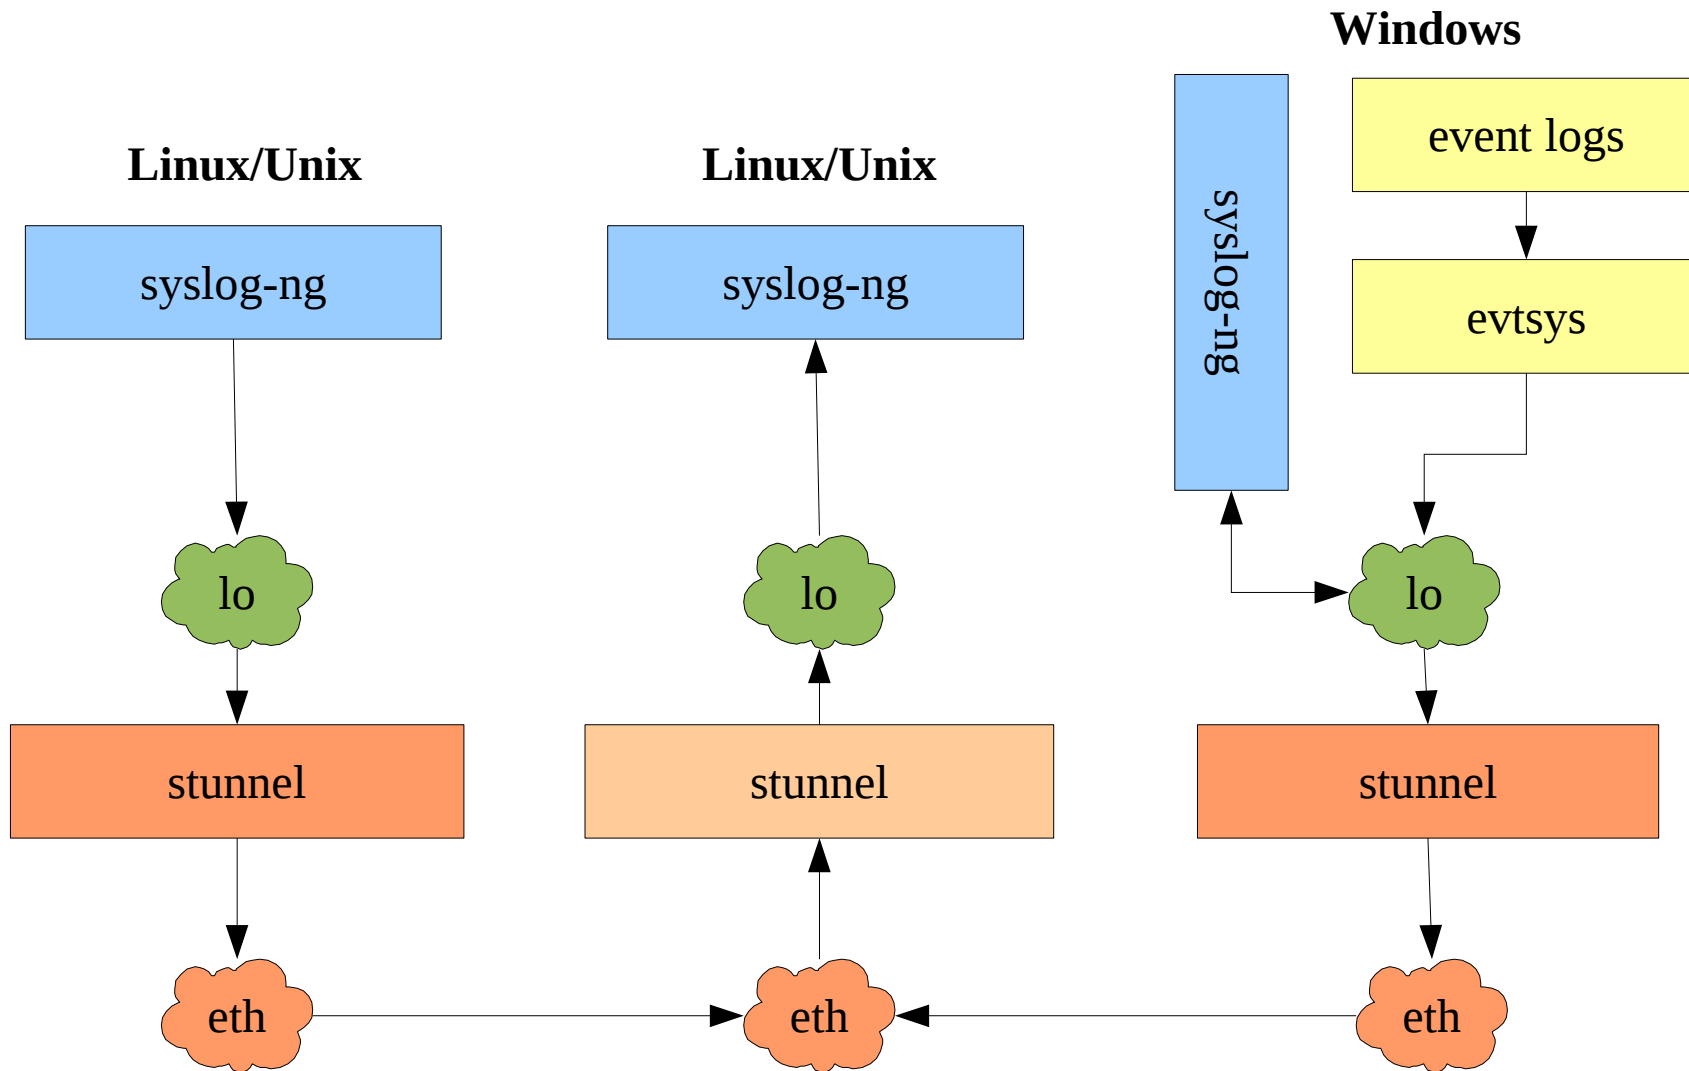 Windows
event logs
Linux/Unix
Linux/Unix
syslog-ng
syslog-ng
syslog-ng
evtsys
lo
lo
lo
stunnel
stunnel
stunnel
eth
eth
eth